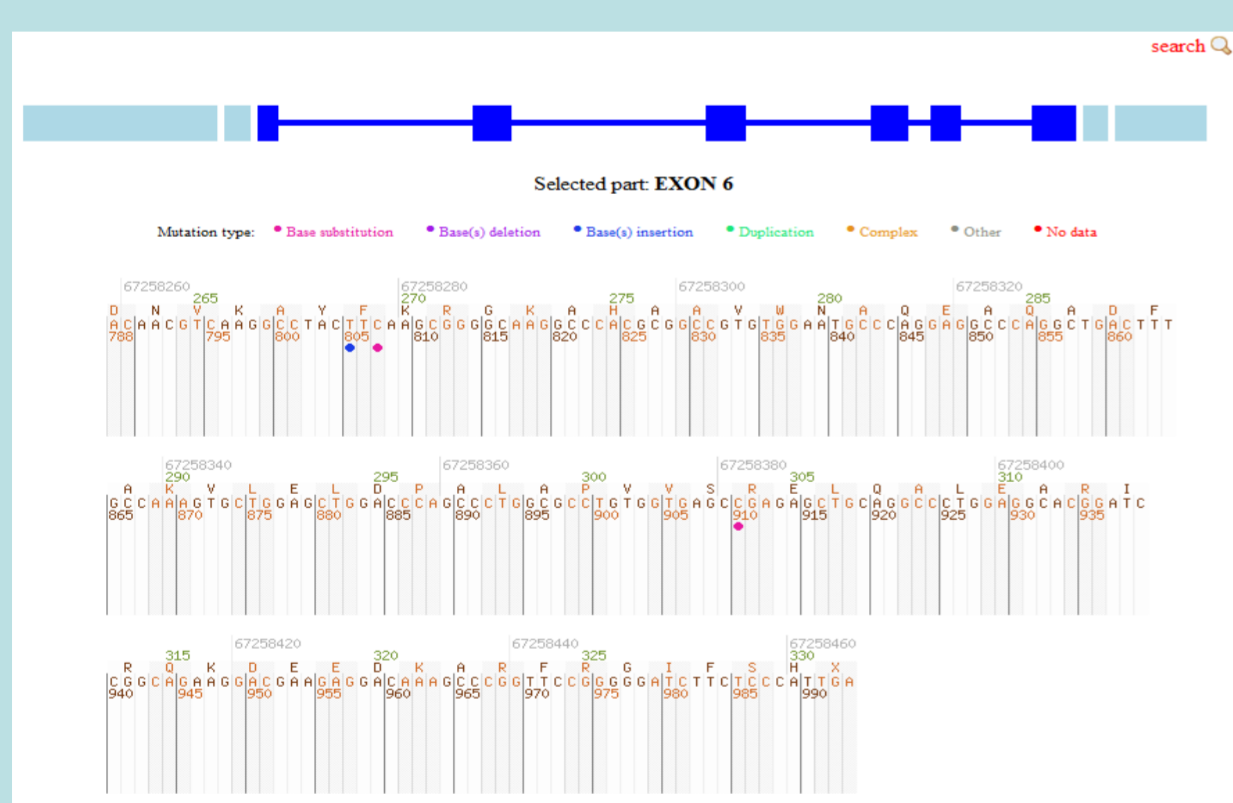 search
Selected part: EXON 6
Mutation type: Base substitution Base(s) deletion Base(s) insertion Duplication Complex Other No data
67258260 67258280 67258300 67258320
265 270 275 280 285
D N V K A Y F K R G K A H A A V W N A Q E A Q A D F
ACAACGTCAAGGCCTACTTCAAGCGGGGCAAGGCCCACGCGGCCGTGTGGAATGCCCAGGAGGCCCAGGCTGACTTT
788 795 800 805 810 815 820 825 830 835 840 845 850 855 860
67258340 67258360 67258380 67258400
290 295 300 305 310
A K V L E L D P A L A P V V S R E L Q A L E A R I
GCCAAAGTGCTGGAGCTGGACCCAGCCCTGGCGCCTGTGGTGAGCCGAGAGCTGCAGGCCCTGGAGGCACGGATC
865 870 875 880 885 890 895 900 905 910 915 920 925 930 935
67258420 67258440 67258460
315 320 325 330
R Q K D E E D K A R F R G I F S H X
CGGCAGAAGGACGAAGAGGACAAAGCCCGGTTCCGGGGGATCTTCTCCCATTGA
940 945 950 955 960 965 970 975 980 985 990